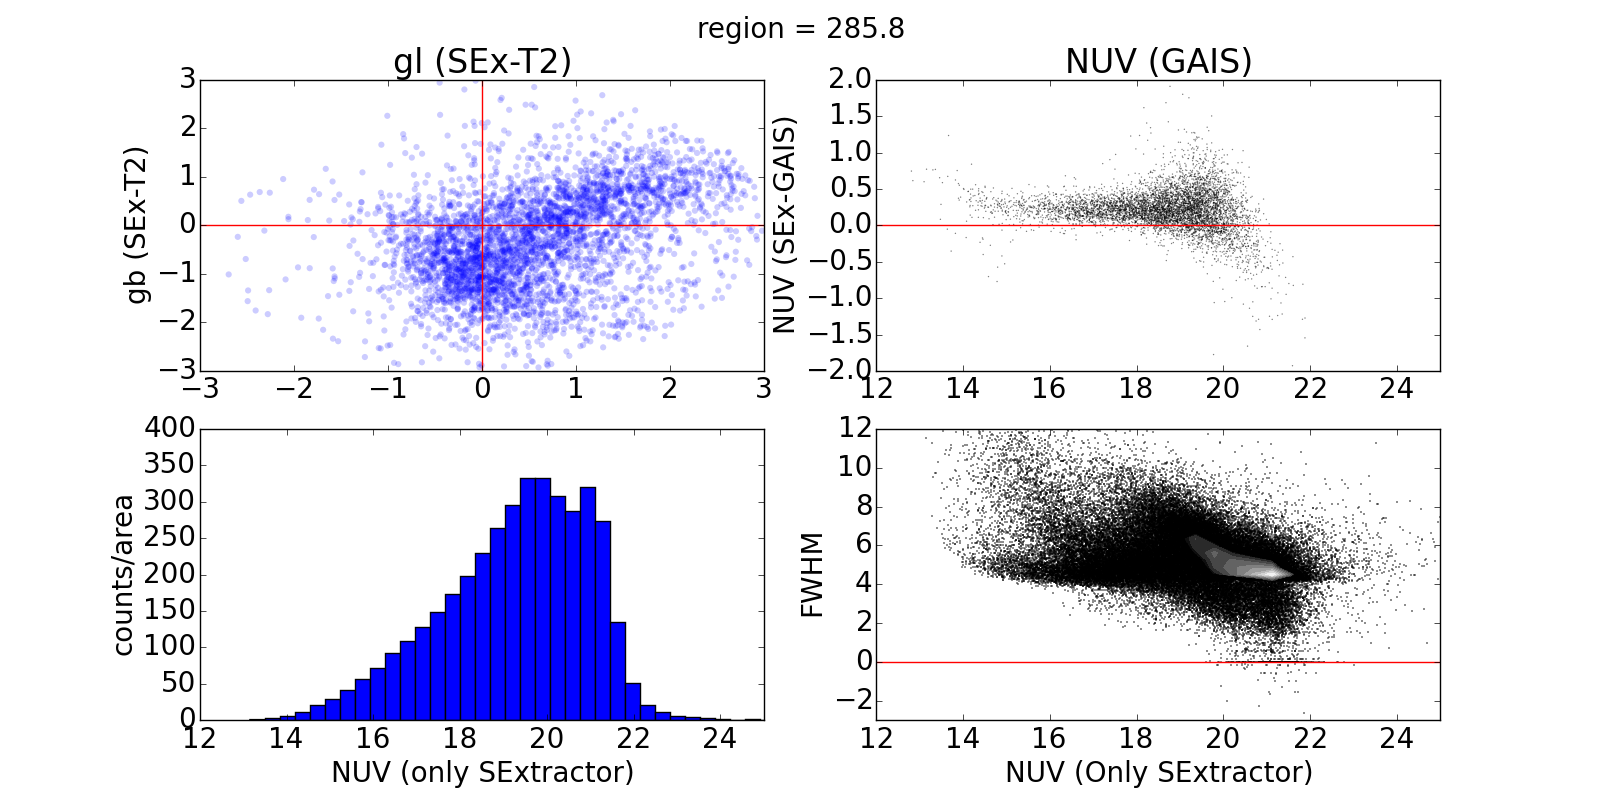 region = 285.8
gl (SEx-T2)
NUV (GAIS)
gb (SEx-T2)
3
2
1
0
−1
−2
−3
−3 −2 −1 0 1 2 3
NUV (SEx-GAIS)
2.0
1.5
1.0
0.5
0.0
−0.5
−1.0
−1.5
−2.0
12 14 16 18 20 22 24
counts/area
400
350
300
250
200
150
100
50
0
12 14 16 18 20 22 24
NUV (only SExtractor)
FWHM
12
10
8
6
4
2
0
−2
12 14 16 18 20 22 24
NUV (Only SExtractor)